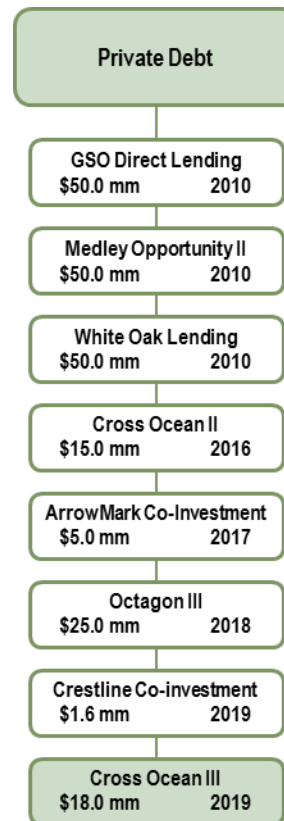 Private Debt
GSO Direct Lending
$50.0 mm 2010
Medley Opportunity II
$50.0 mm 2010
White Oak Lending
$50.0 mm 2010
Cross Ocean II
$15.0 mm 2016
ArrowMark Co-Investment
$5.0 mm 2017
Octagon III
$25.0 mm 2018
Crestline Co-investment
$1.6 mm 2019
Cross Ocean III
$18.0 mm 2019